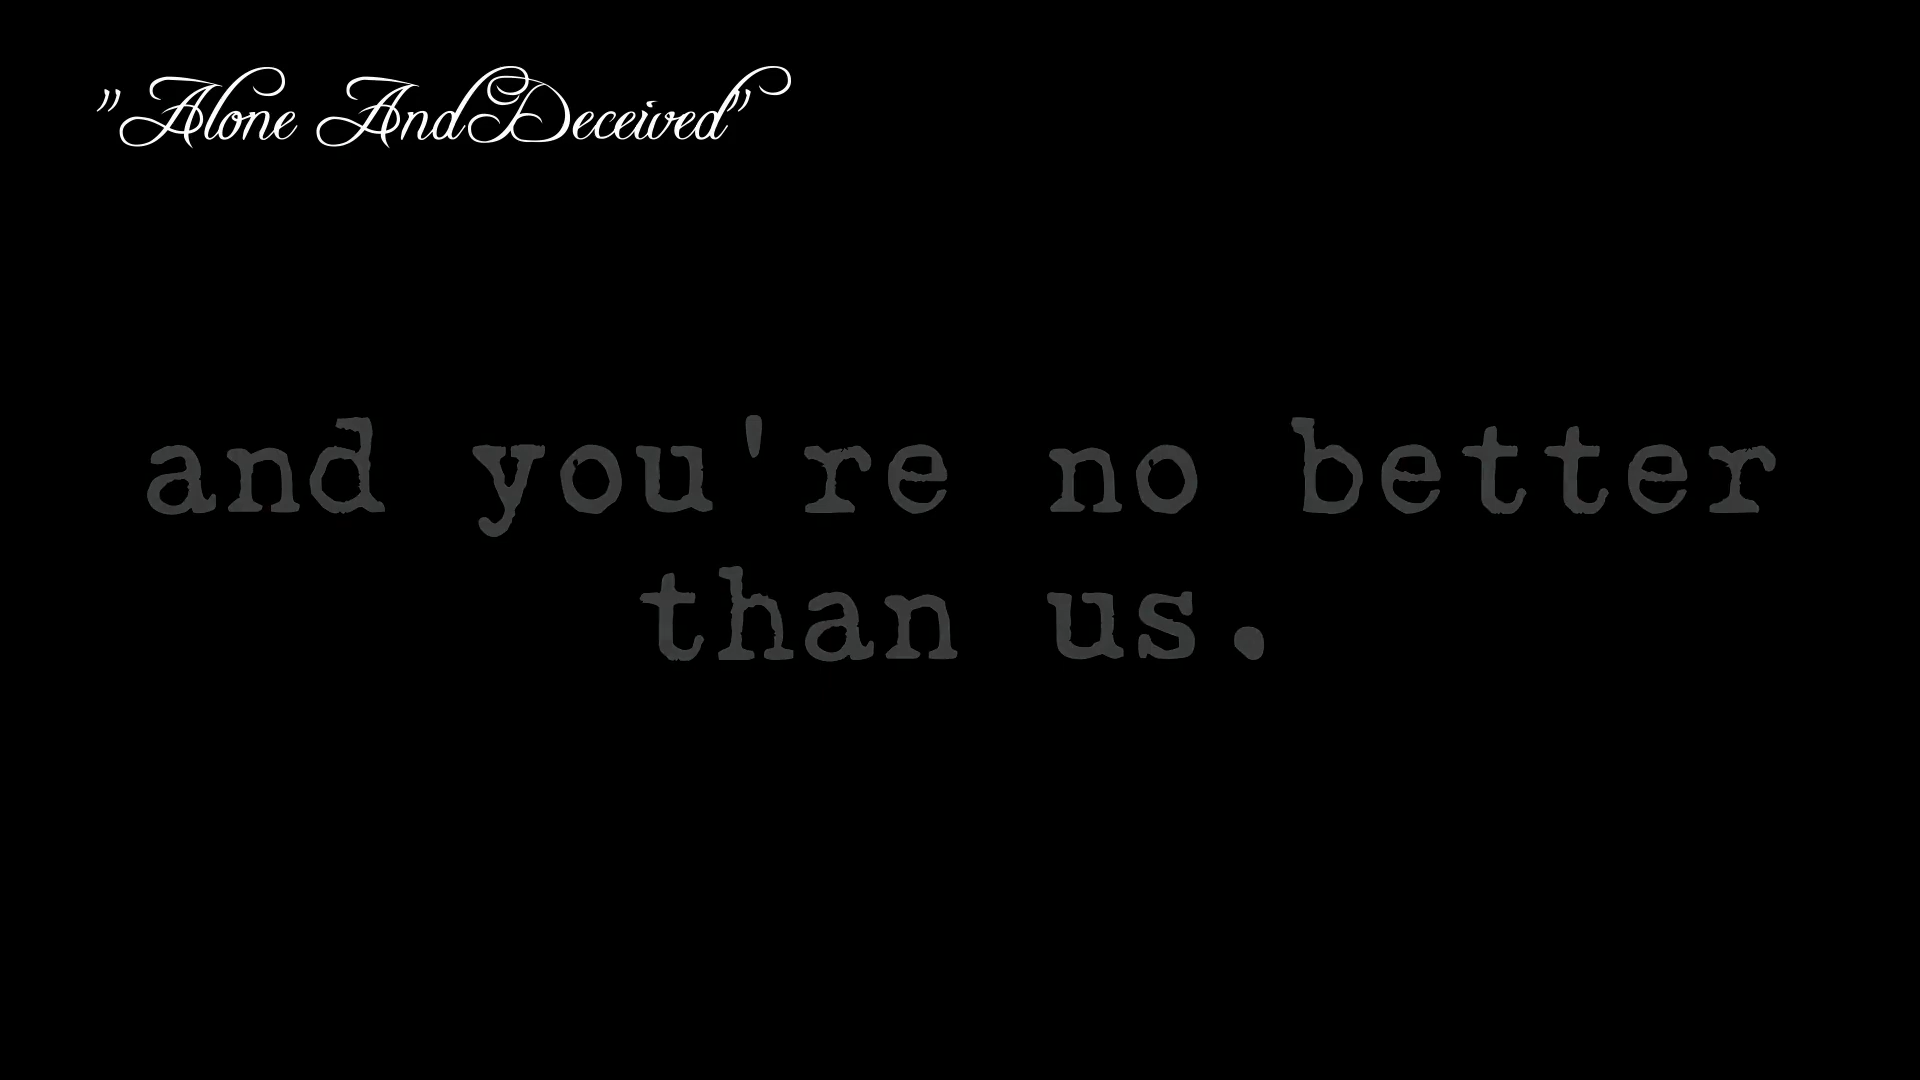 "Alone And Deceived"
and you're no better
than us.